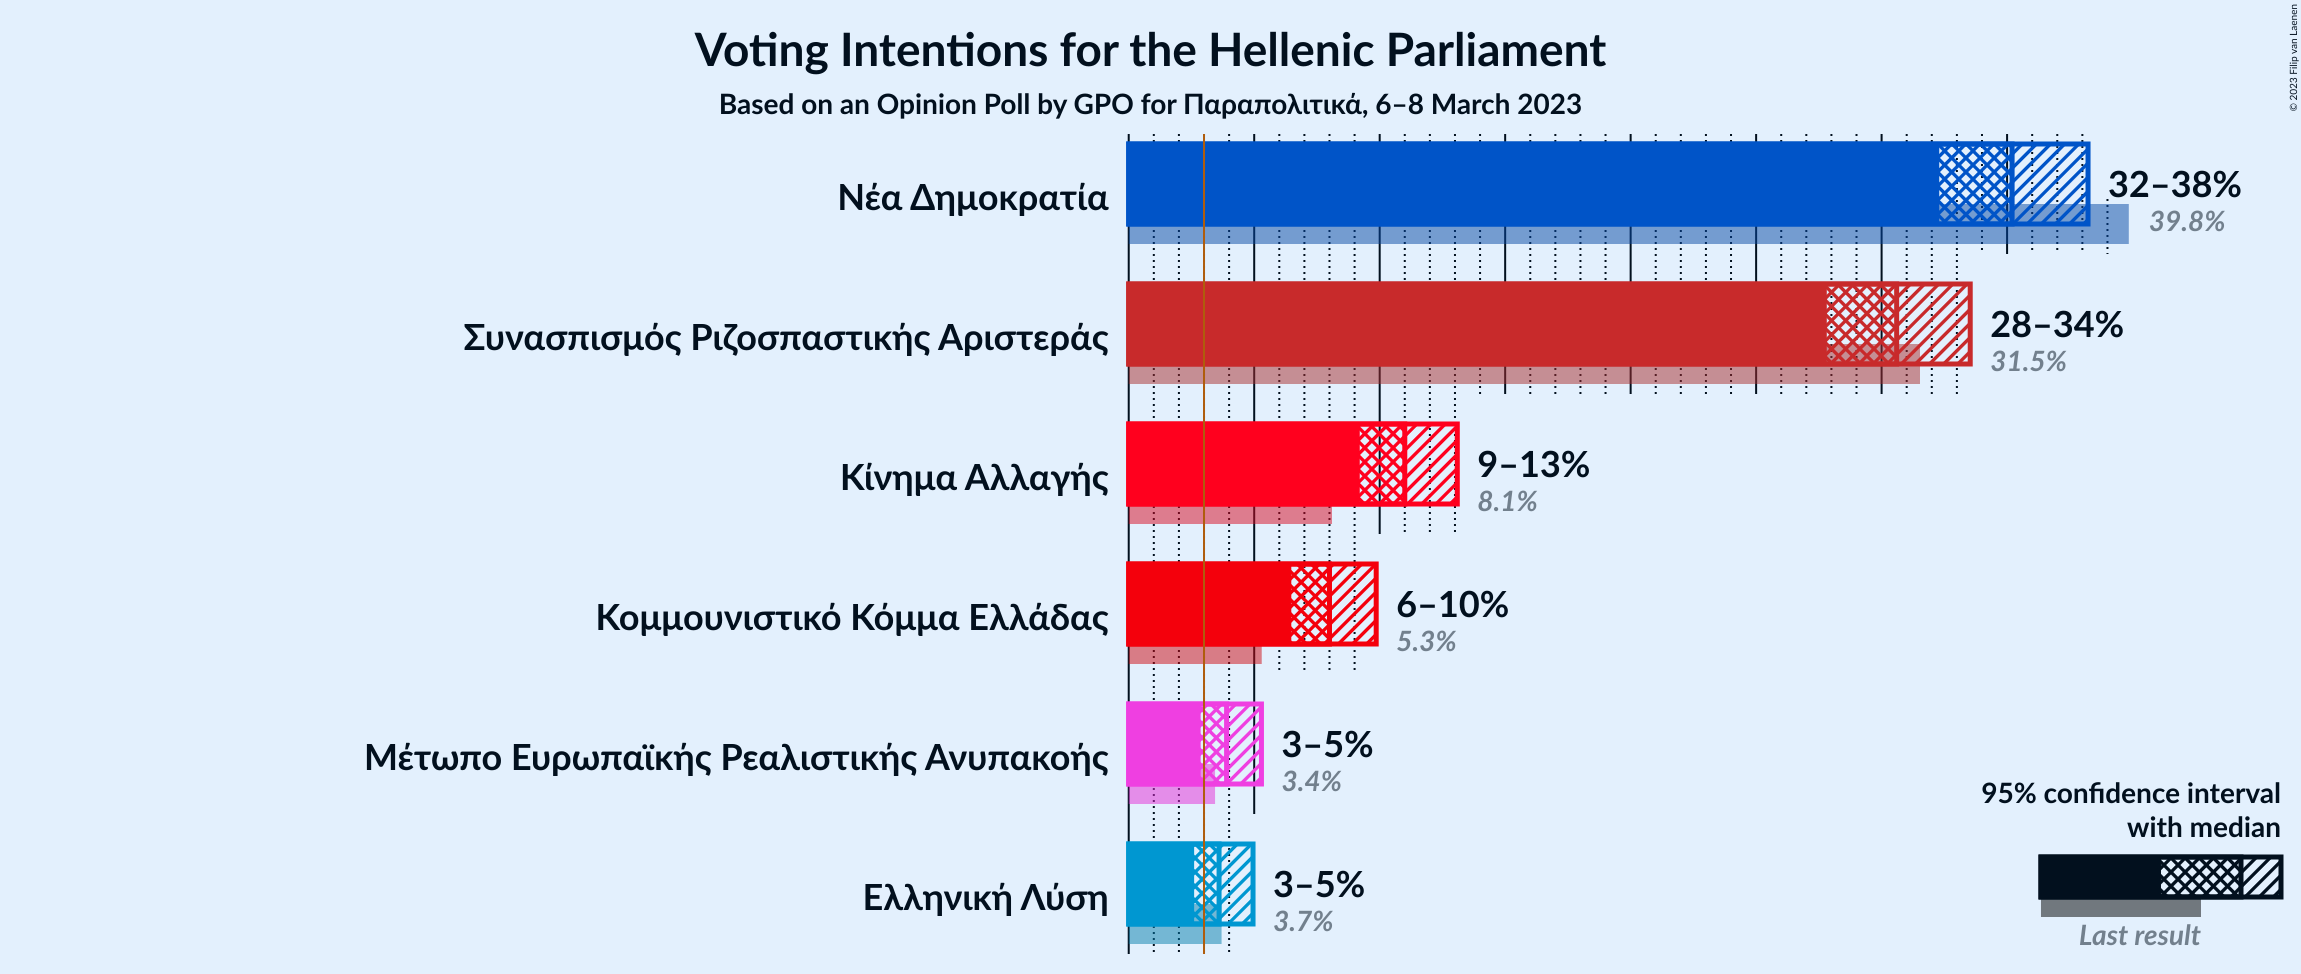 Voting Intentions for the Hellenic Parliament
Based on an Opinion Poll by GPO for Παραπολιτικά, 6–8 March 2023
© 2023 Filip van Laenen
Νέα Δημοκρατία
32–38%
39.8%
Συνασπισμός Ριζοσπαστικής Αριστεράς
28–34%
31.5%
Κίνημα Αλλαγής
9–13%
8.1%
Κομμουνιστικό Κόμμα Ελλάδας
6–10%
5.3%
Μέτωπο Ευρωπαϊκής Ρεαλιστικής Ανυπακοής
3–5%
3.4%
Ελληνική Λύση
3–5%
3.7%
95% confidence interval
with median
Last result